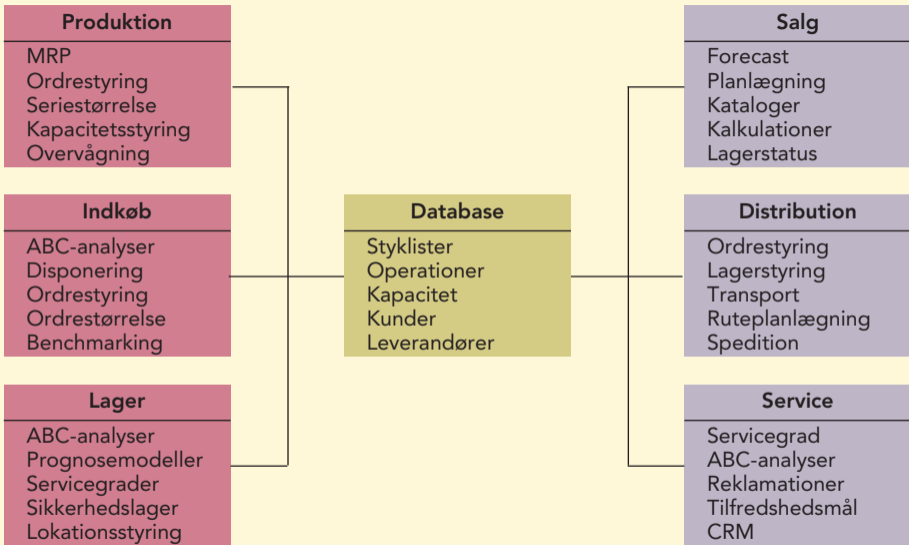 Produktion
MRP
Ordrestyring
Seriestørrelse
Kapacitetsstyring
Overvågning
Indkøb
ABC-analyser
Disponering
Ordrestyring
Ordrestørrelse
Benchmarking
Lager
ABC-analyser
Prognosemodeller
Servicegrader
Sikkerhedslager
Lokationsstyring
Database
Styklister
Operationer
Kapacitet
Kunder
Leverandører
Salg
Forecast
Planlægning
Kataloger
Kalkulationer
Lagerstatus
Distribution
Ordrestyring
Lagerstyring
Transport
Ruteplanlægning
Spedition
Service
Servicegrad
ABC-analyser
Reklamationer
Tilfredshedsmål
CRM